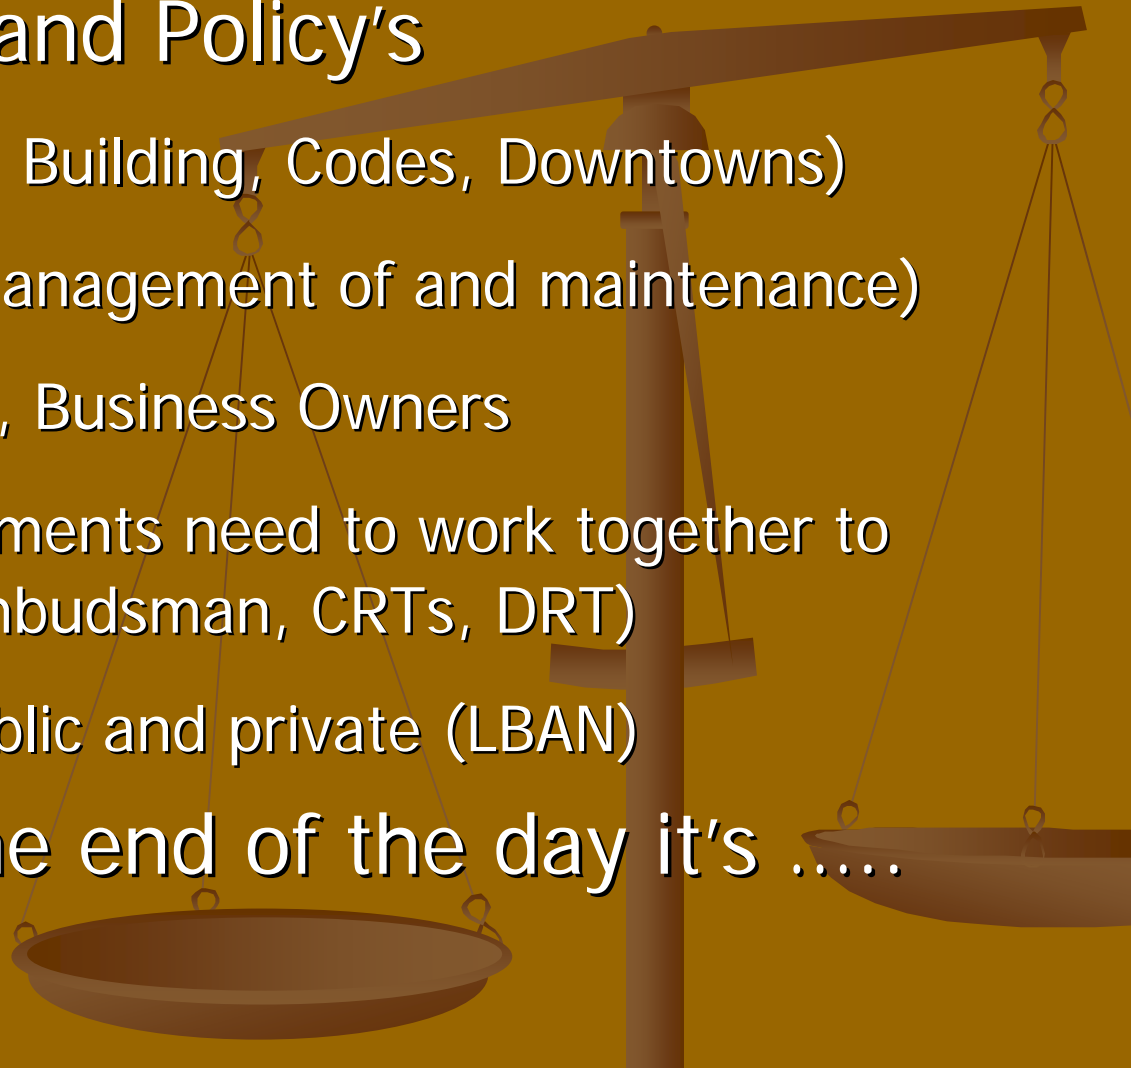 and Policy's
Building, Codes, Downtowns)
anagement of and maintenance)
, Business Owners
ments need to work together to
budsman, CRTs, DRT)
blic and private (LBAN)
e end of the day it's .....